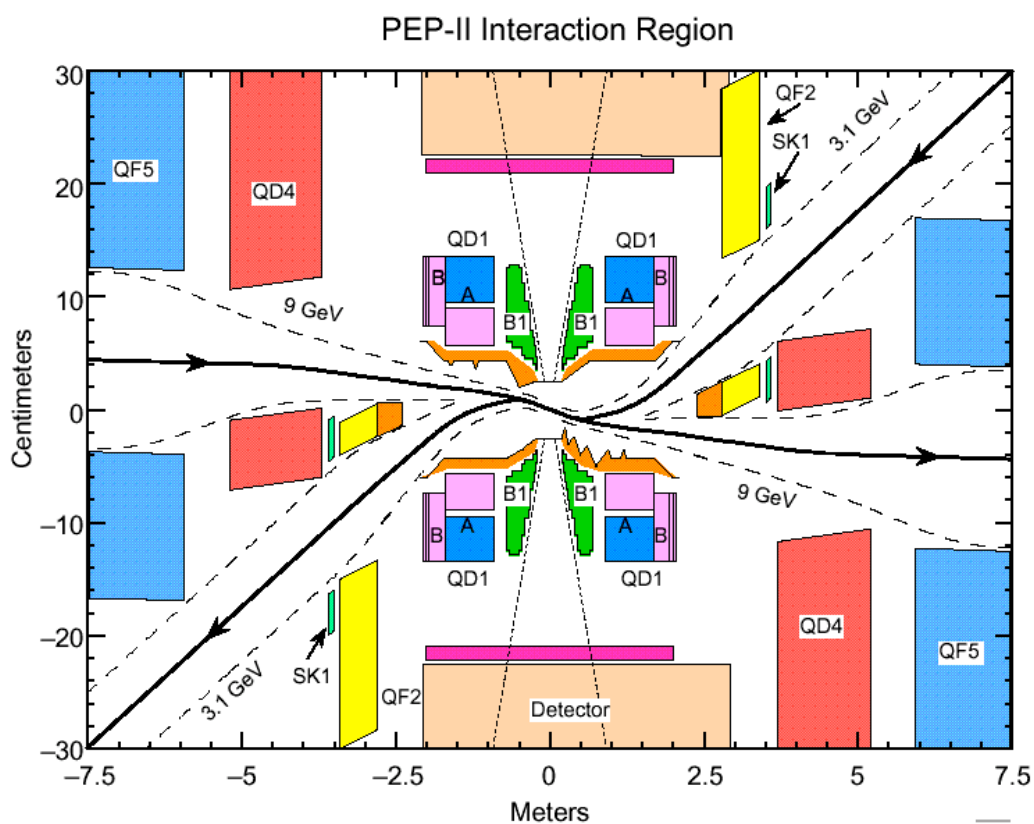 PEP-II Interaction Region
30
20
10
0
–10
–20
–30
Centimeters
QF5
QD4
QF2
SK1
3.1 GeV
QD1
QD1
B
A
B1
B1
A
B
9 GeV
B
A
B1
B1
A
B
QD1
QD1
9 GeV
SK1
3.1 GeV
QF2
Detector
QD4
QF5
–7.5
–5
–2.5
0
2.5
5
7.5
Meters